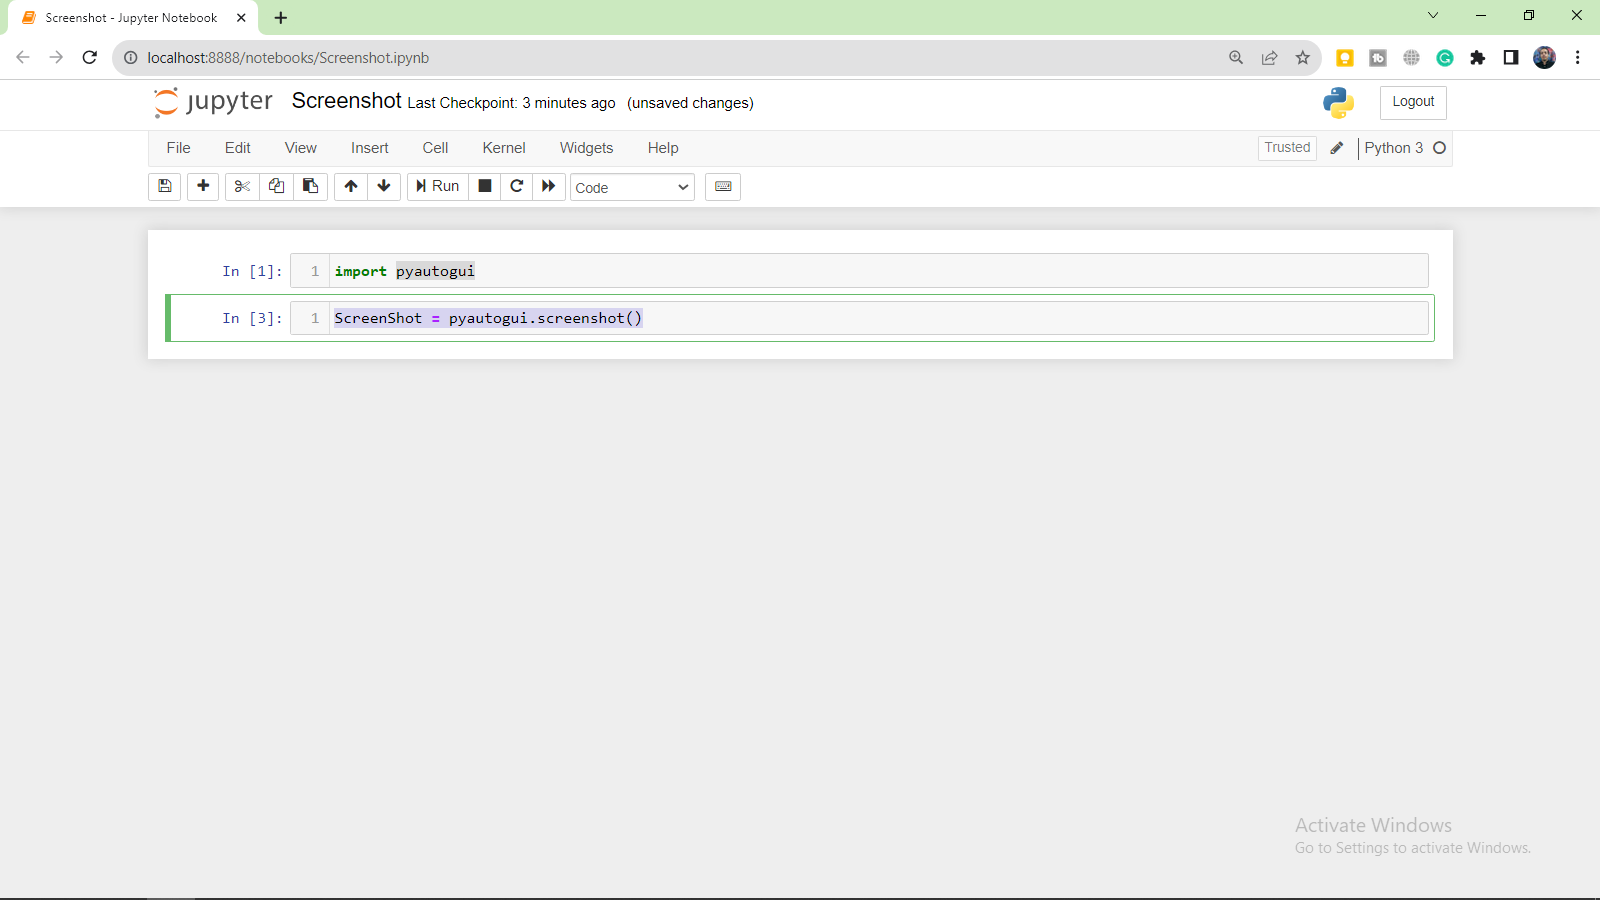 Screenshot - Jupyter Notebook
localhost:8888/notebooks/Screenshot.ipynb
jupyter Screenshot Last Checkpoint: 3 minutes ago (unsaved changes) Logout
File Edit View Insert Cell Kernel Widgets Help Trusted Python 3
Run Code
In [1]: 1 import pyautogui
In [3]: 1 ScreenShot = pyautogui.screenshot()
Activate Windows
Go to Settings to activate Windows.